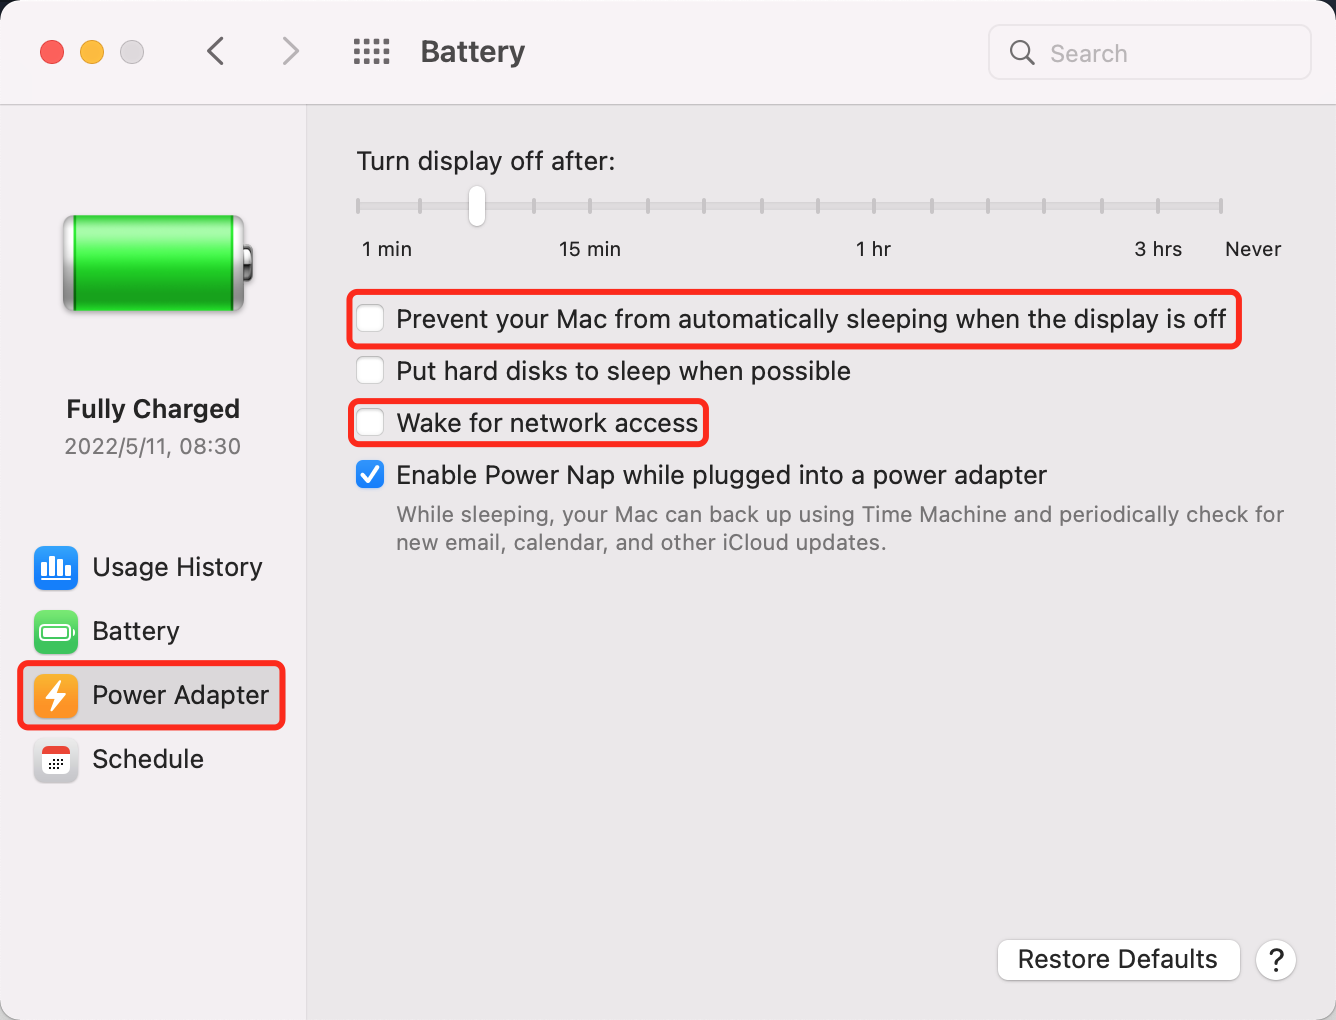 Battery
Search
Fully Charged
2022/5/11, 08:30
Usage History
Battery
Power Adapter
Schedule
Turn display off after:
1 min 15 min 1 hr 3 hrs Never
Prevent your Mac from automatically sleeping when the display is off
Put hard disks to sleep when possible
Wake for network access
Enable Power Nap while plugged into a power adapter
While sleeping, your Mac can back up using Time Machine and periodically check for
new email, calendar, and other iCloud updates.
Restore Defaults ?